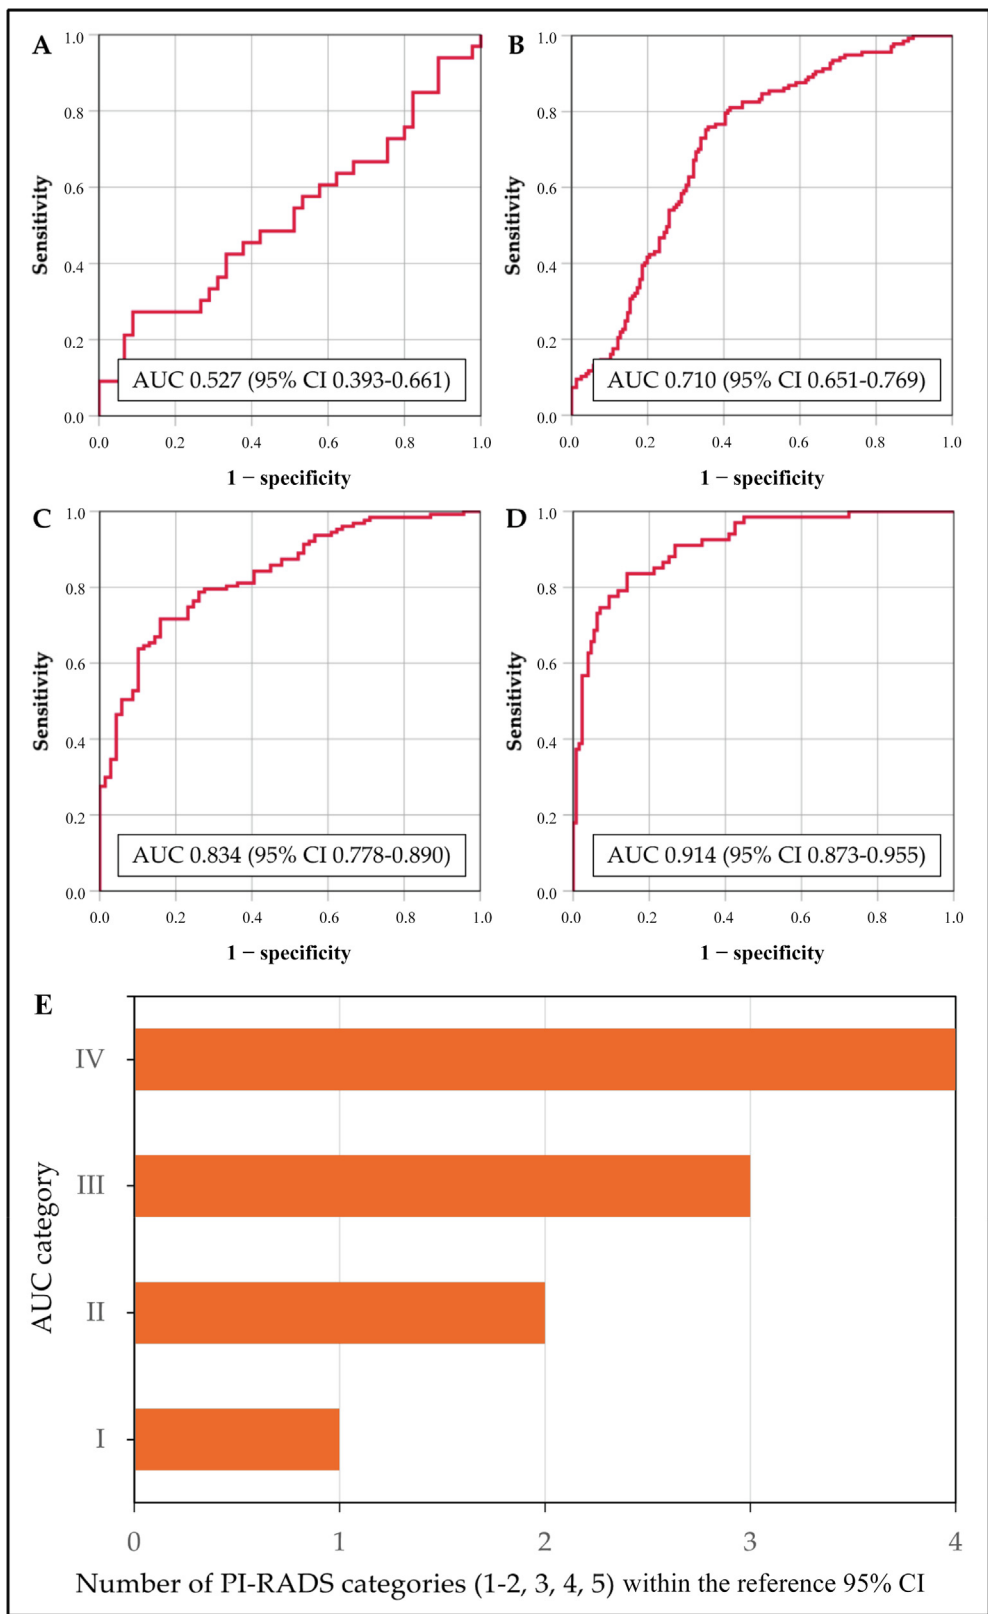 A
1.0
0.8
0.6
0.4
0.2
0.0
Sensitivity
AUC 0.527 (95% CI 0.393-0.661)
0.0 0.2 0.4 0.6 0.8 1.0
1 − specificity
B
1.0
0.8
0.6
0.4
0.2
0.0
Sensitivity
AUC 0.710 (95% CI 0.651-0.769)
0.0 0.2 0.4 0.6 0.8 1.0
1 − specificity
C
1.0
0.8
0.6
0.4
0.2
0.0
Sensitivity
AUC 0.834 (95% CI 0.778-0.890)
0.0 0.2 0.4 0.6 0.8 1.0
1 − specificity
D
1.0
0.8
0.6
0.4
0.2
0.0
Sensitivity
AUC 0.914 (95% CI 0.873-0.955)
0.0 0.2 0.4 0.6 0.8 1.0
1 − specificity
E
AUC category
IV
III
II
I
0 1 2 3 4
Number of PI-RADS categories (1-2, 3, 4, 5) within the reference 95% CI